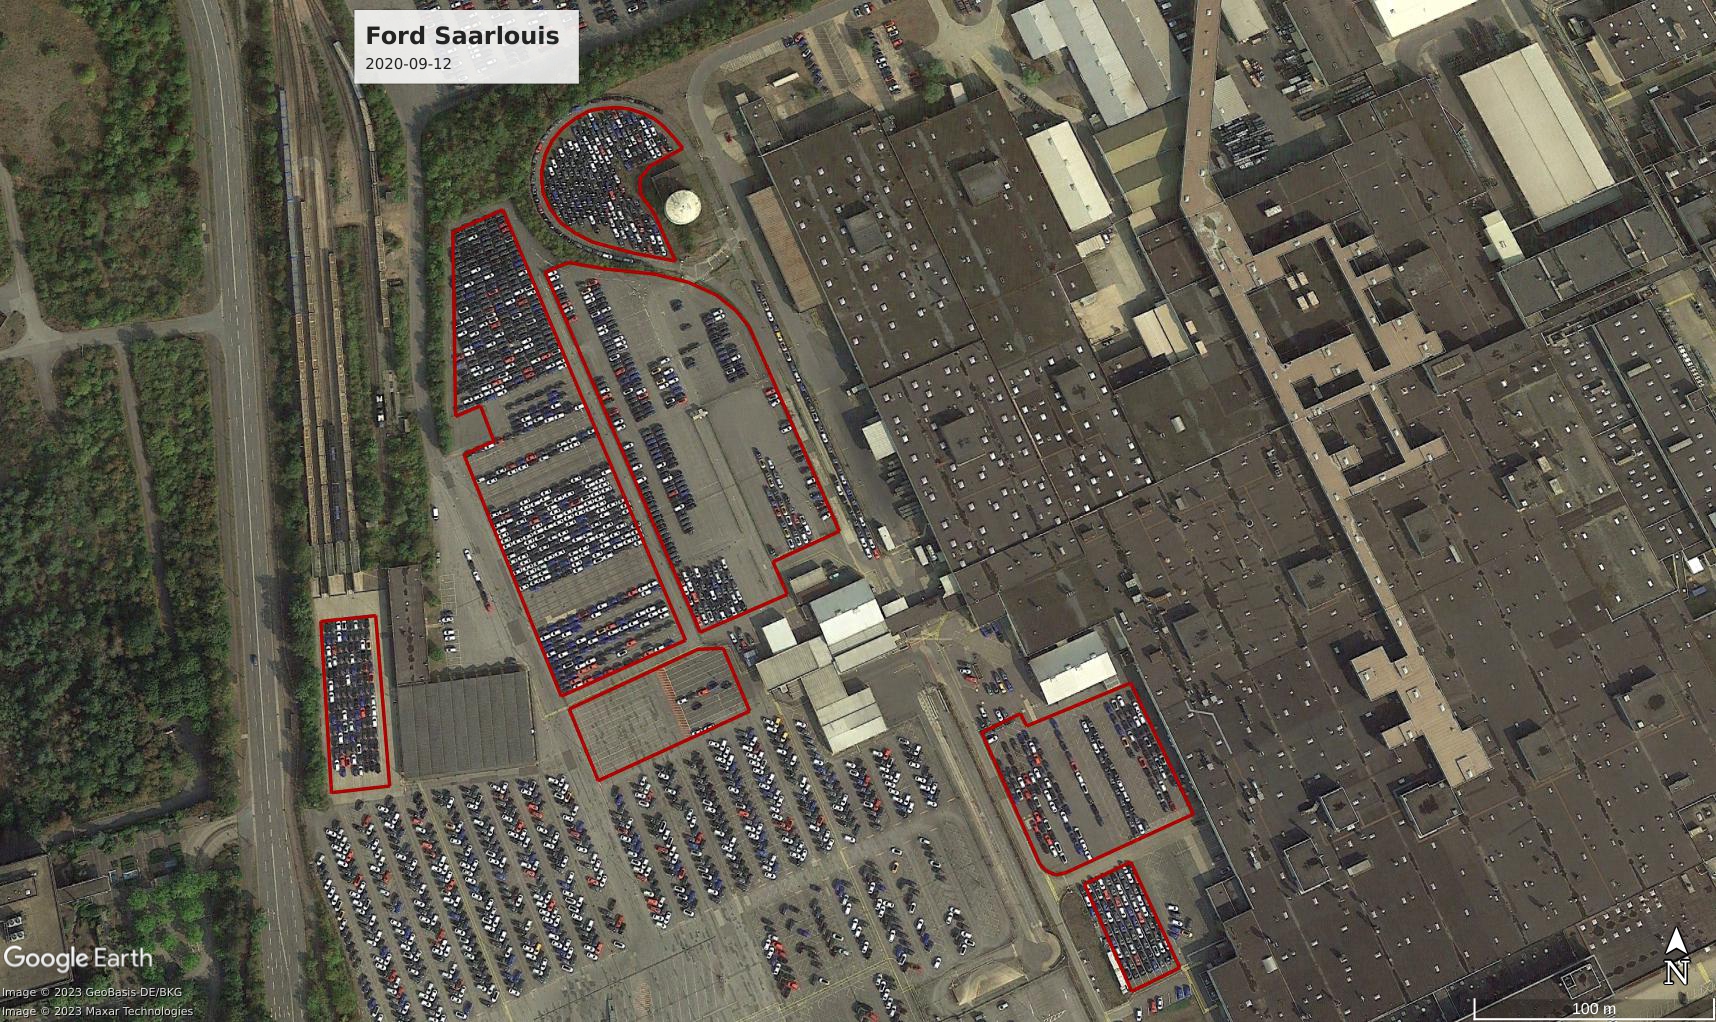 Ford Saarlouis
2020-09-12
Google Earth
Image © 2023 GeoBasis-DE/BKG
Image © 2023 Maxar Technologies
N
100 m